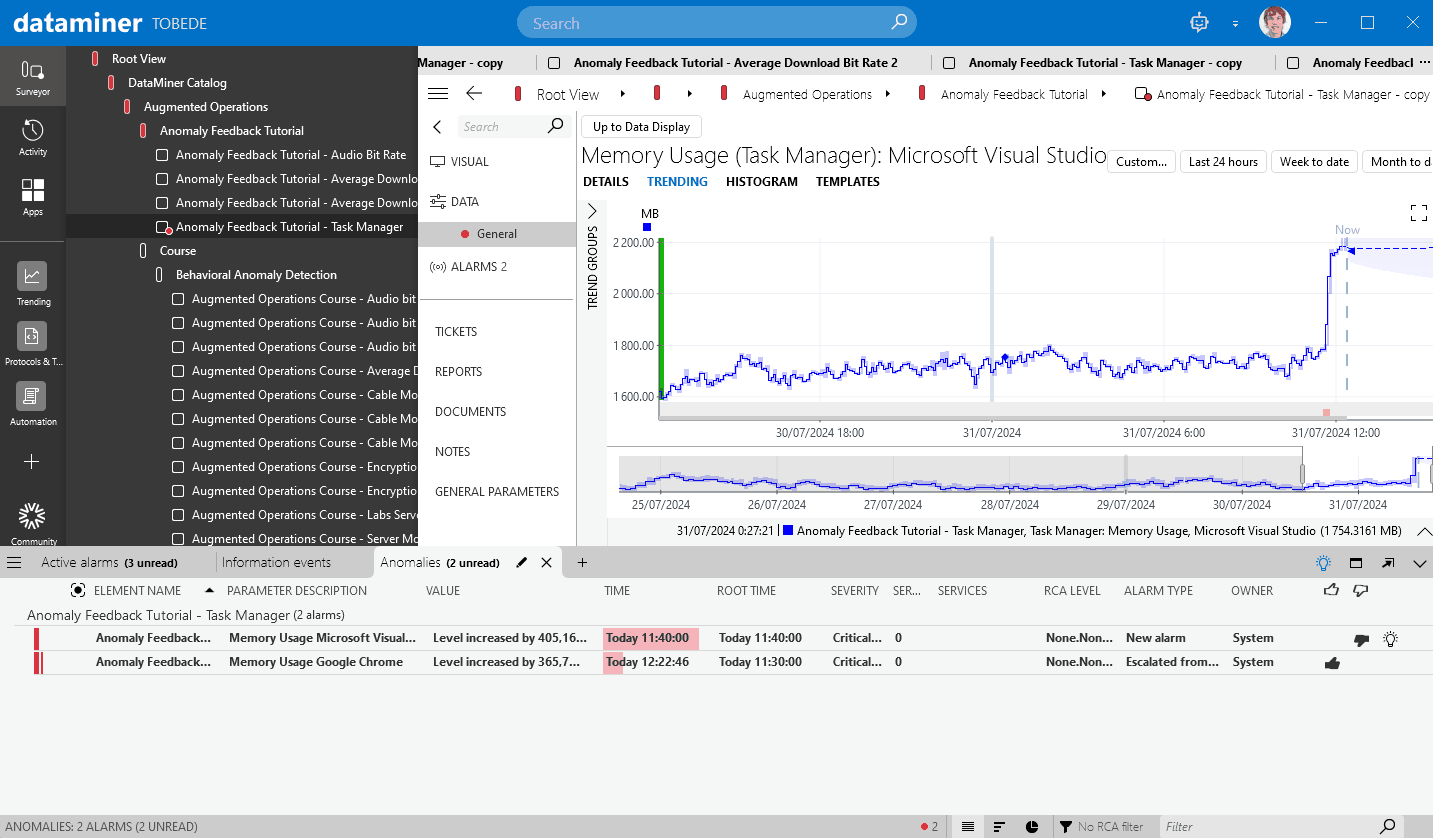 dataminer TOBEDE
Search
Surveyor
Activity
Apps
Trending
Protocols & T...
Automation
Community
Root View
DataMiner Catalog
Augmented Operations
Anomaly Feedback Tutorial
Anomaly Feedback Tutorial - Audio Bit Rate
Anomaly Feedback Tutorial - Average Downlo
Anomaly Feedback Tutorial - Average Downlo
Anomaly Feedback Tutorial - Task Manager
Course
Behavioral Anomaly Detection
Augmented Operations Course - Audio bit
Augmented Operations Course - Audio bit
Augmented Operations Course - Audio bit
Augmented Operations Course - Average D
Augmented Operations Course - Cable Mo
Augmented Operations Course - Cable Mo
Augmented Operations Course - Cable Mo
Augmented Operations Course - Encryptio
Augmented Operations Course - Encryptio
Augmented Operations Course - Labs Serve
Augmented Operations Course - Server Mo
Manager - copy
Anomaly Feedback Tutorial - Average Download Bit Rate 2
Anomaly Feedback Tutorial - Task Manager - copy
Anomaly Feedbacl ...
Root View
Augmented Operations
Anomaly Feedback Tutorial
Anomaly Feedback Tutorial - Task Manager - copy
Search
VISUAL
DATA
General
ALARMS 2
TICKETS
REPORTS
DOCUMENTS
NOTES
GENERAL PARAMETERS
Up to Data Display
Memory Usage (Task Manager): Microsoft Visual Studio
Custom... Last 24 hours Week to date Month to d
DETAILS TRENDING HISTOGRAM TEMPLATES
TREND GROUPS
MB
Now
2 200.00
2 000.00
1 800.00
1 600.00
30/07/2024 18:00 31/07/2024 31/07/2024 6:00 31/07/2024 12:00
25/07/2024 26/07/2024 27/07/2024 28/07/2024 29/07/2024 30/07/2024 31/07/2024
31/07/2024 0:27:21 | Anomaly Feedback Tutorial - Task Manager, Task Manager: Memory Usage, Microsoft Visual Studio (1 754.3161 MB)
Active alarms (3 unread) Information events Anomalies (2 unread)
ELEMENT NAME PARAMETER DESCRIPTION VALUE TIME ROOT TIME SEVERITY SER... SERVICES RCA LEVEL ALARM TYPE OWNER
Anomaly Feedback Tutorial - Task Manager (2 alarms)
Anomaly Feedback... Memory Usage Microsoft Visual... Level increased by 405,16... Today 11:40:00 Today 11:40:00 Critical... 0 None.Non... New alarm System
Anomaly Feedback... Memory Usage Google Chrome Level increased by 365,7... Today 12:22:46 Today 11:30:00 Critical... 0 None.Non... Escalated from... System
ANOMALIES: 2 ALARMS (2 UNREAD)
2
No RCA filter
Filter